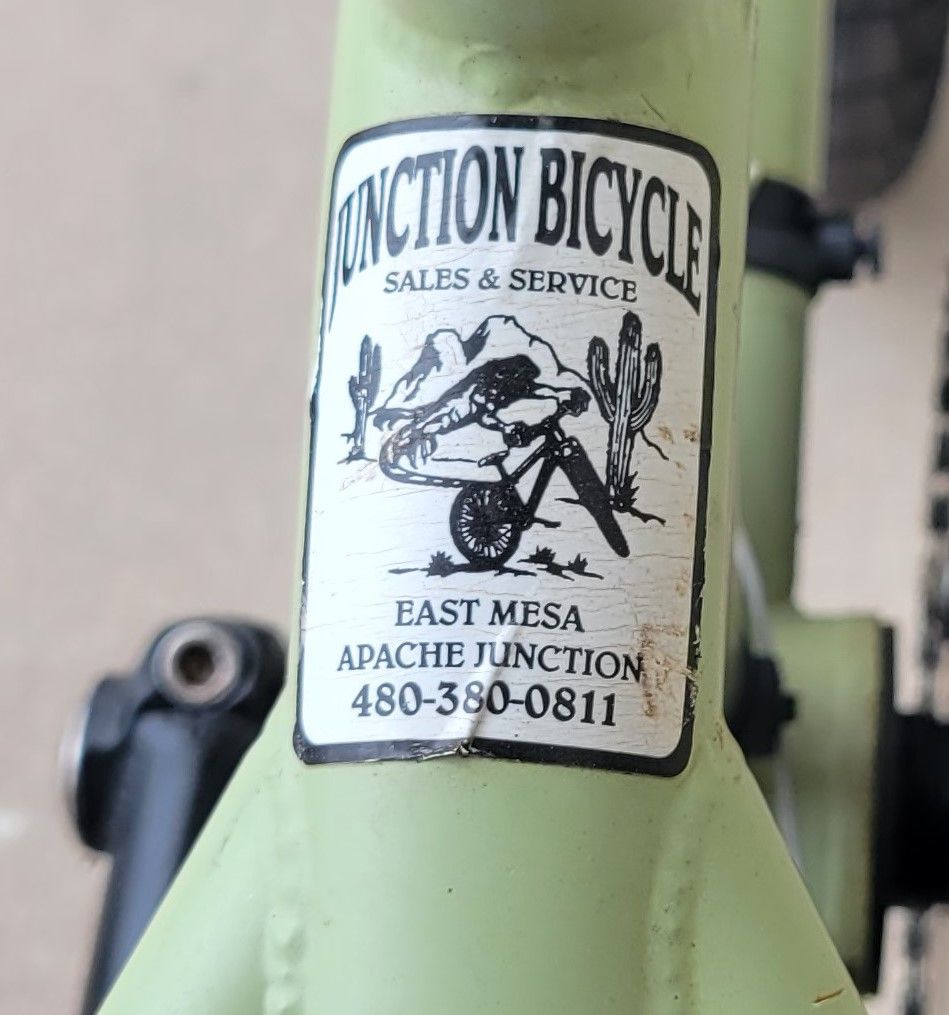 JUNCTION BICYCLE
SALES & SERVICE
EAST MESA
APACHE JUNCTION
480-380-0811